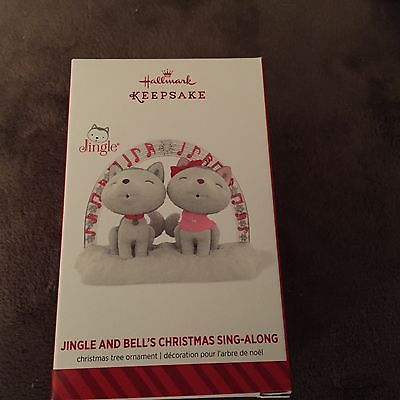 Hallmark
KEEPSAKE
Jingle®
JINGLE AND BELL'S CHRISTMAS SING-ALONG
christmas tree ornament | décoration pour l'arbre de noël